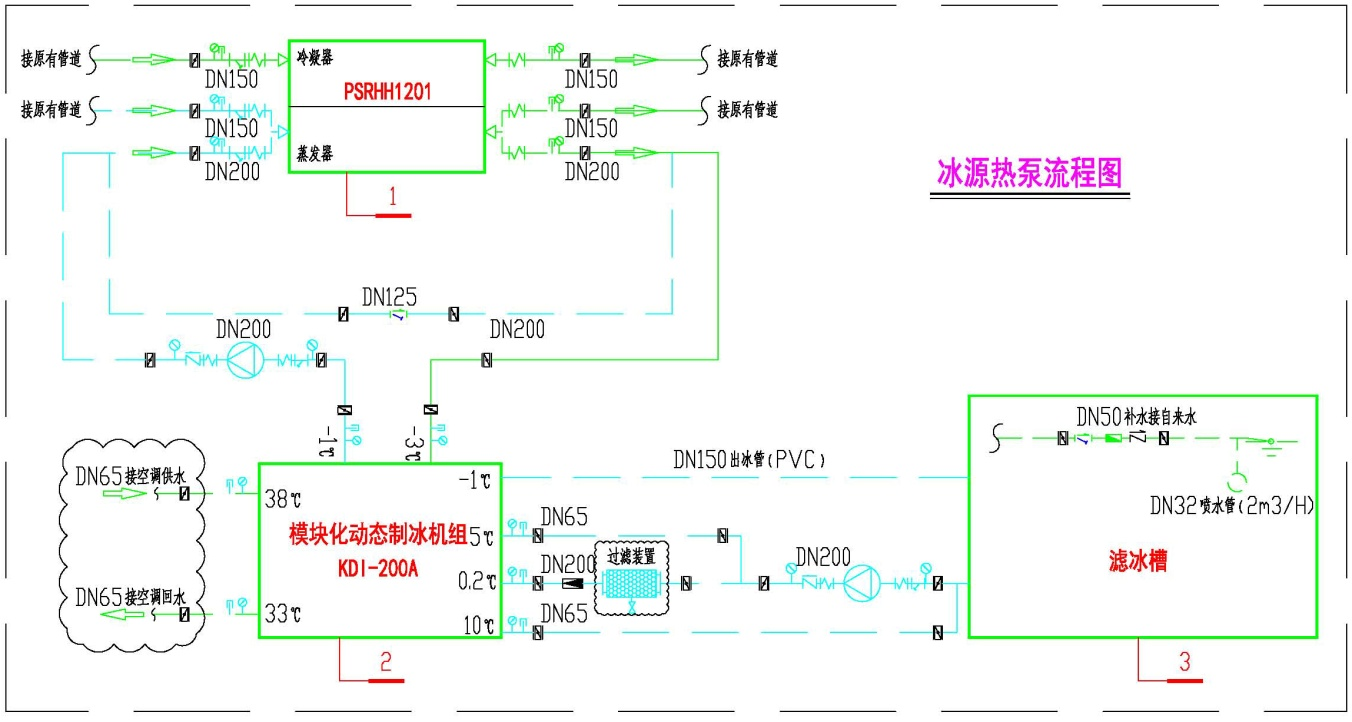 接原有管道
DN150
冷凝器
PSRHH1201
DN150
接原有管道
接原有管道
DN150
DN150
接原有管道
蒸发器
DN200
DN200
1
冰源热泵流程图
DN125
DN200
DN200
-1℃
-3℃
DN50补水接自来水
DN65接空调供水
38℃
-1℃
DN150出冰管(PVC)
DN32喷水管(2m3/H)
模块化动态制冰机组
KDI-200A
5℃
DN65
0.2℃
DN200
过滤装置
DN200
滤冰槽
DN65接空调回水
33℃
10℃
DN65
2
3